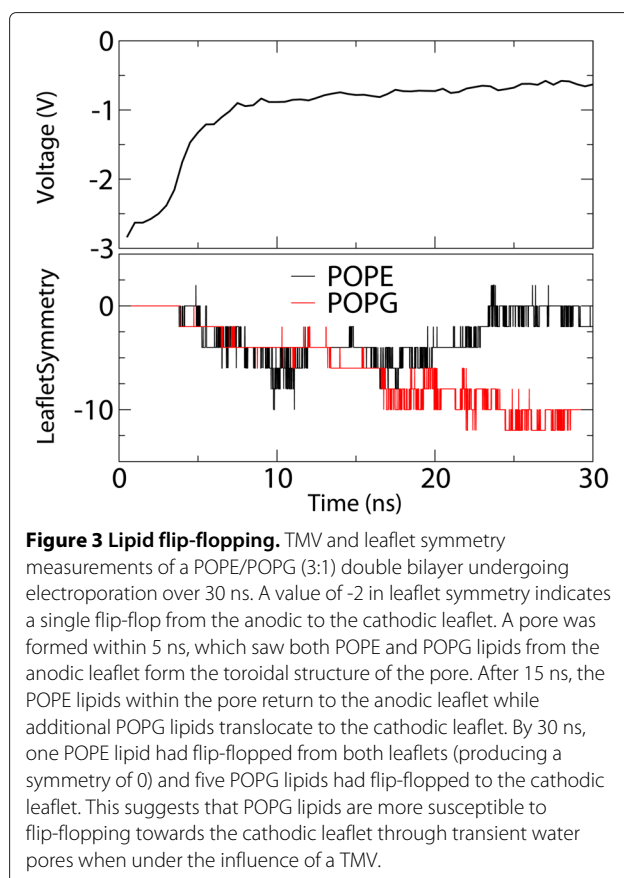 0
-1
-2
-3
Voltage (V)
POPE
POPG
0
-10
LeafletSymmetry
0 10 20 30
Time (ns)
Figure 3 Lipid flip-flopping. TMV and leaflet symmetry
measurements of a POPE/POPG (3:1) double bilayer undergoing
electroporation over 30 ns. A value of -2 in leaflet symmetry indicates
a single flip-flop from the anodic to the cathodic leaflet. A pore was
formed within 5 ns, which saw both POPE and POPG lipids from the
anodic leaflet form the toroidal structure of the pore. After 15 ns, the
POPE lipids within the pore return to the anodic leaflet while
additional POPG lipids translocate to the cathodic leaflet. By 30 ns,
one POPE lipid had flip-flopped from both leaflets (producing a
symmetry of 0) and five POPG lipids had flip-flopped to the cathodic
leaflet. This suggests that POPG lipids are more susceptible to
flip-flopping towards the cathodic leaflet through transient water
pores when under the influence of a TMV.